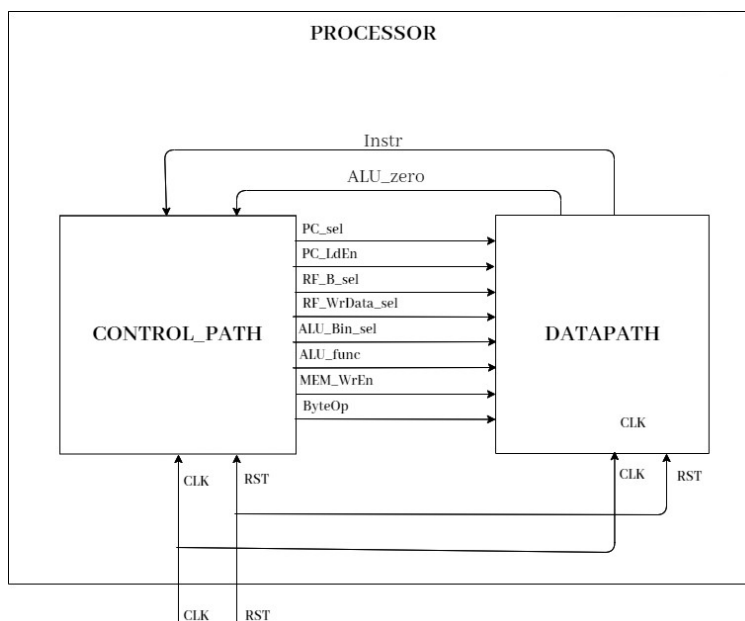 PROCESSOR
Instr
ALU_zero
PC_sel
PC_LdEn
RF_B_sel
RF_WrData_sel
CONTROL_PATH
ALU_Bin_sel
DATAPATH
ALU_func
MEM_WrEn
ByteOp
CLK
CLK
RST
CLK
RST
CLK
RST